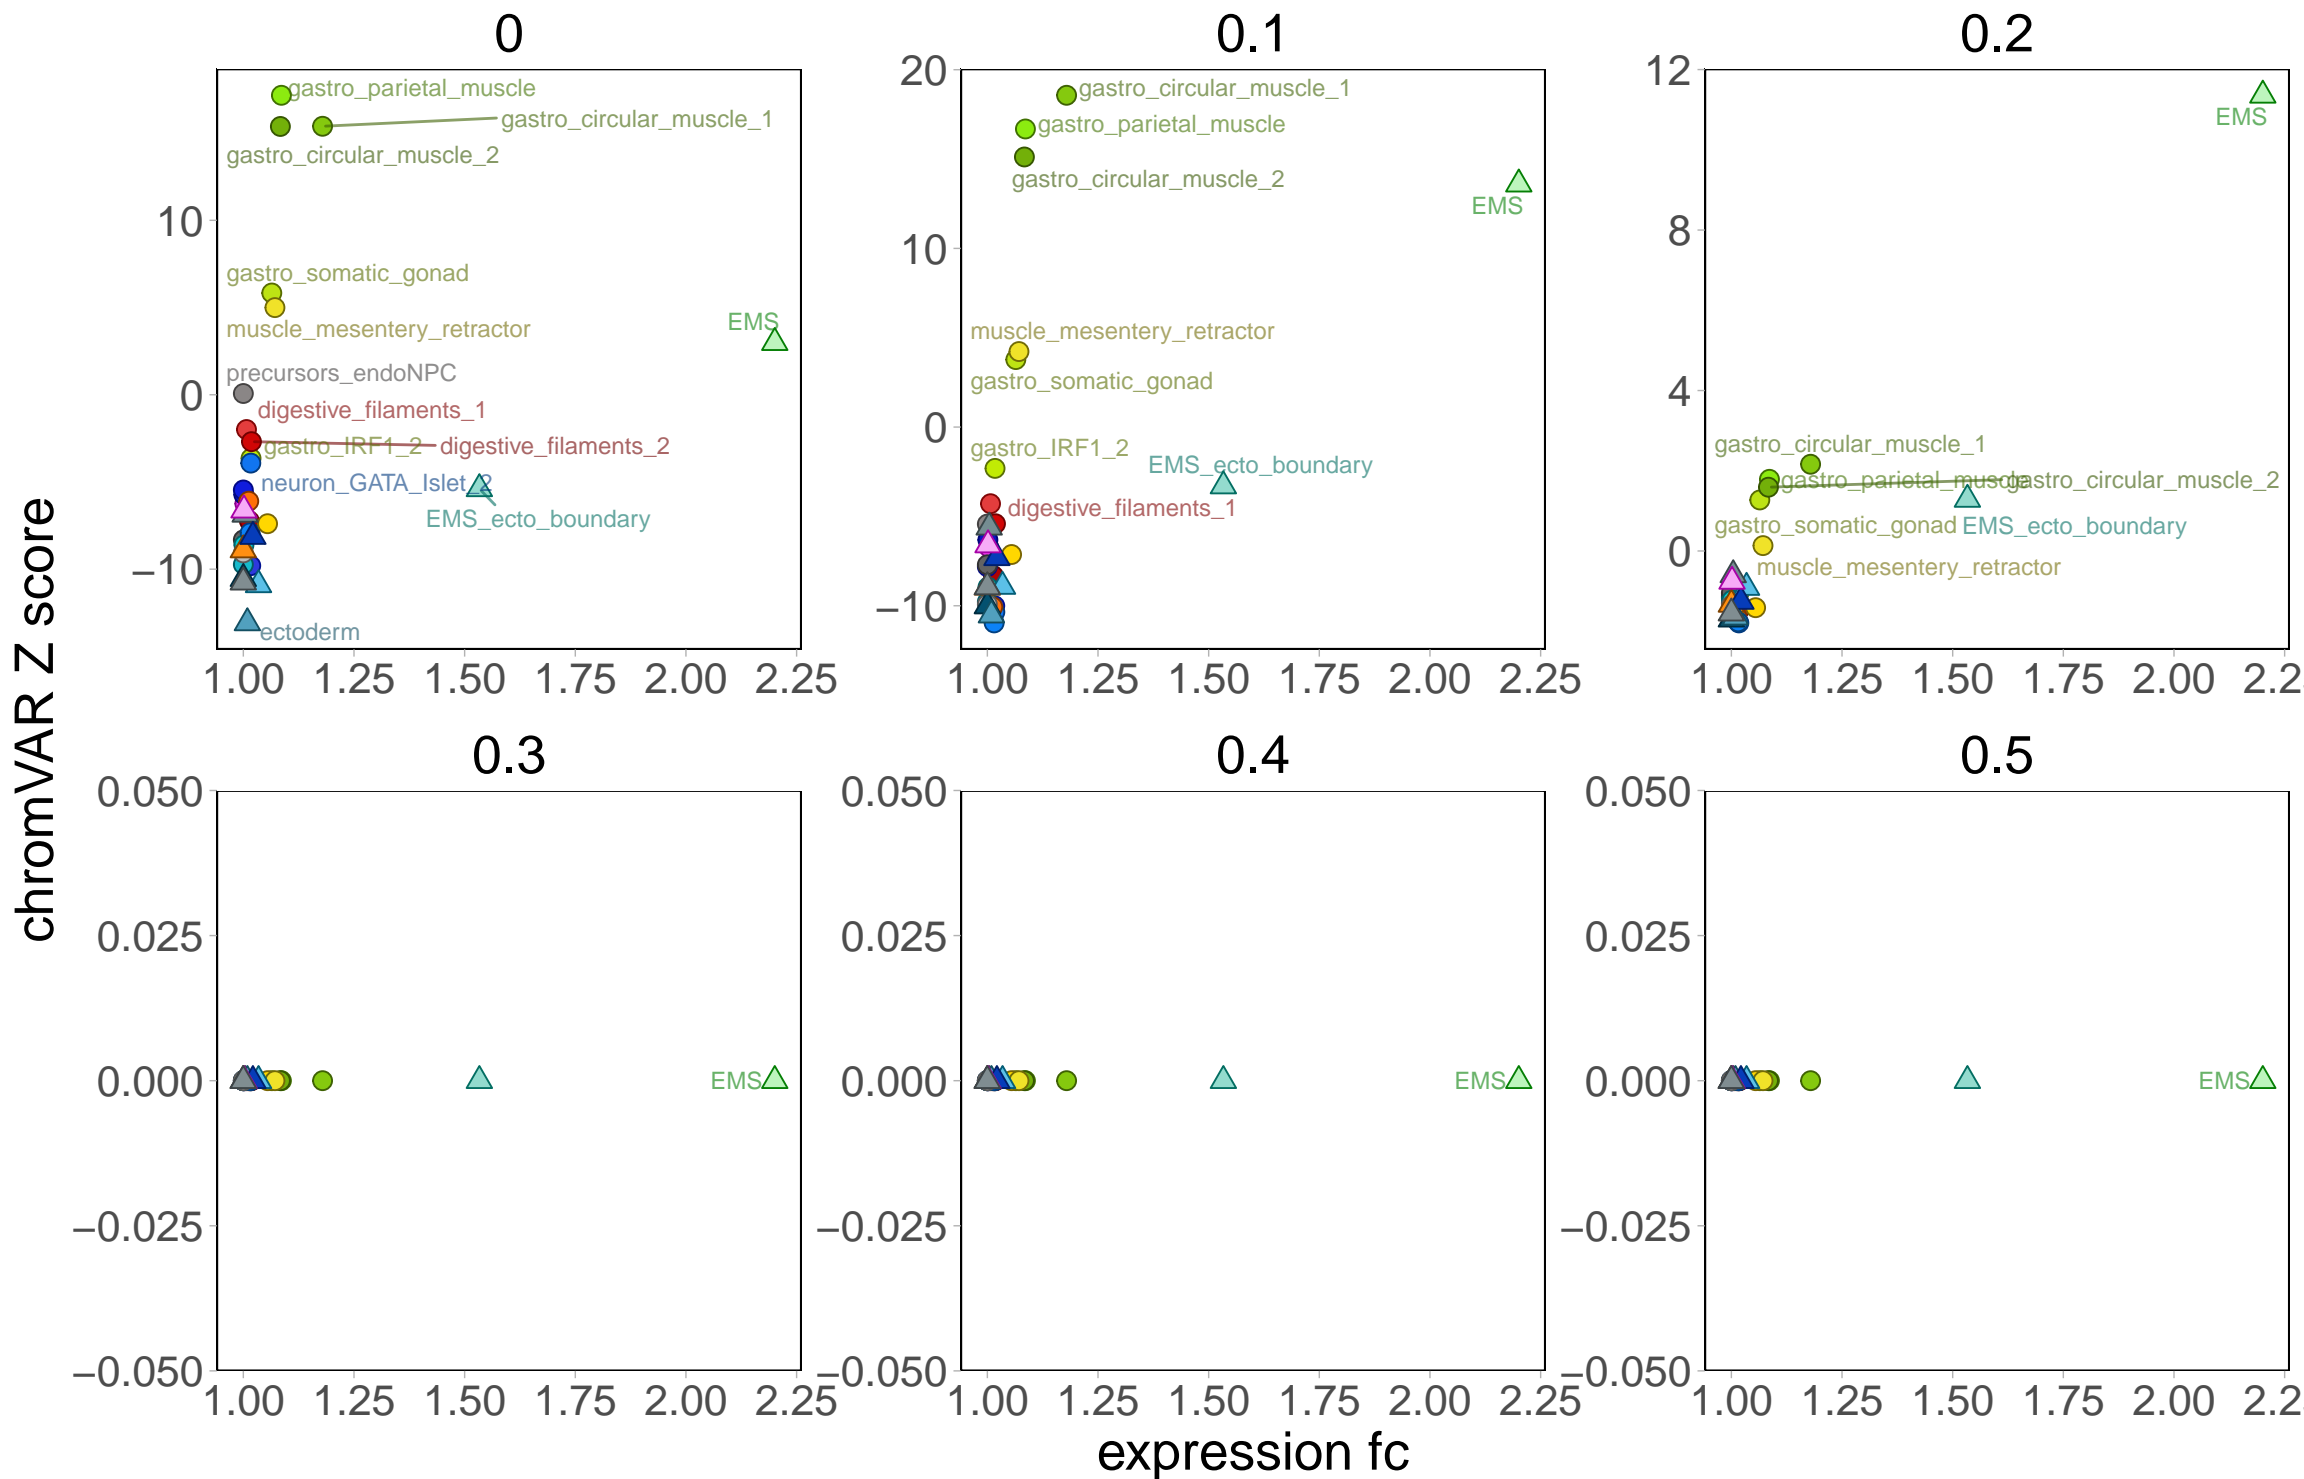 chromVAR Z score
0
10
0
−10
gastro_parietal_muscle
gastro_circular_muscle_1
gastro_circular_muscle_2
gastro_somatic_gonad
muscle_mesentery_retractor
EMS
precursors_endoNPC
digestive_filaments_1
gastro_IRF1_2
digestive_filaments_2
neuron_GATA_Islet_2
EMS_ecto_boundary
ectoderm
1.00 1.25 1.50 1.75 2.00 2.25
0.1
20
10
0
−10
gastro_circular_muscle_1
gastro_parietal_muscle
gastro_circular_muscle_2
EMS
muscle_mesentery_retractor
gastro_somatic_gonad
gastro_IRF1_2
EMS_ecto_boundary
digestive_filaments_1
1.00 1.25 1.50 1.75 2.00 2.25
0.2
12
8
4
0
EMS
gastro_circular_muscle_1
gastro_parietal_muscle
gastro_circular_muscle_2
gastro_somatic_gonad
EMS_ecto_boundary
muscle_mesentery_retractor
1.00 1.25 1.50 1.75 2.00 2.2
0.3
0.050
0.025
0.000
−0.025
−0.050
EMS
1.00 1.25 1.50 1.75 2.00 2.25
0.4
0.050
0.025
0.000
−0.025
−0.050
EMS
1.00 1.25 1.50 1.75 2.00 2.25
0.5
0.050
0.025
0.000
−0.025
−0.050
EMS
1.00 1.25 1.50 1.75 2.00 2.2
expression fc